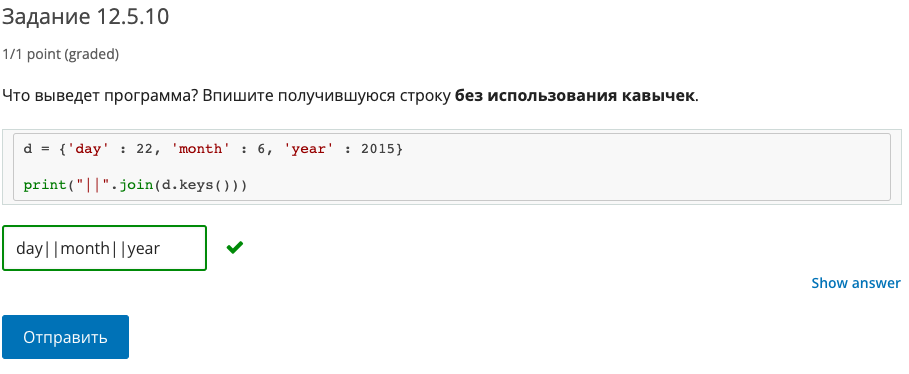 Задание 12.5.10
1/1 point (graded)
Что выведет программа? Впишите получившуюся строку без использования кавычек.
d = {'day' : 22, 'month' : 6, 'year' : 2015}
print("||".join(d.keys()))
day||month||year
Show answer
Отправить